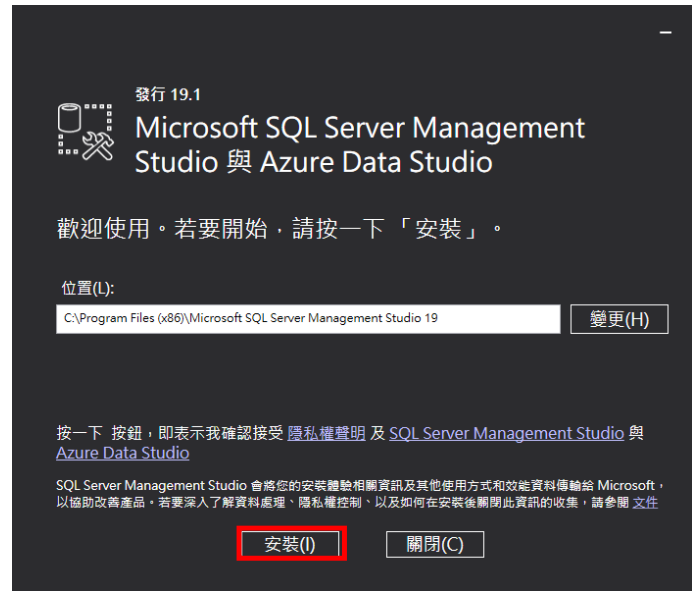 發行 19.1
Microsoft SQL Server Management
Studio 與 Azure Data Studio
歡迎使用。若要開始，請按一下「安裝」。
位置(L):
C:\Program Files (x86)\Microsoft SQL Server Management Studio 19
變更(H)
按一下 按鈕，即表示我確認接受 隱私權聲明 及 SQL Server Management Studio 與
Azure Data Studio
SQL Server Management Studio 會將您的安裝體驗相關資訊及其他使用方式和效能資料傳輸給 Microsoft，
以協助改善產品。若要深入了解資料處理、隱私權控制、以及如何在安裝後關閉此資訊的收集，請參閱 文件
安裝(I)
關閉(C)